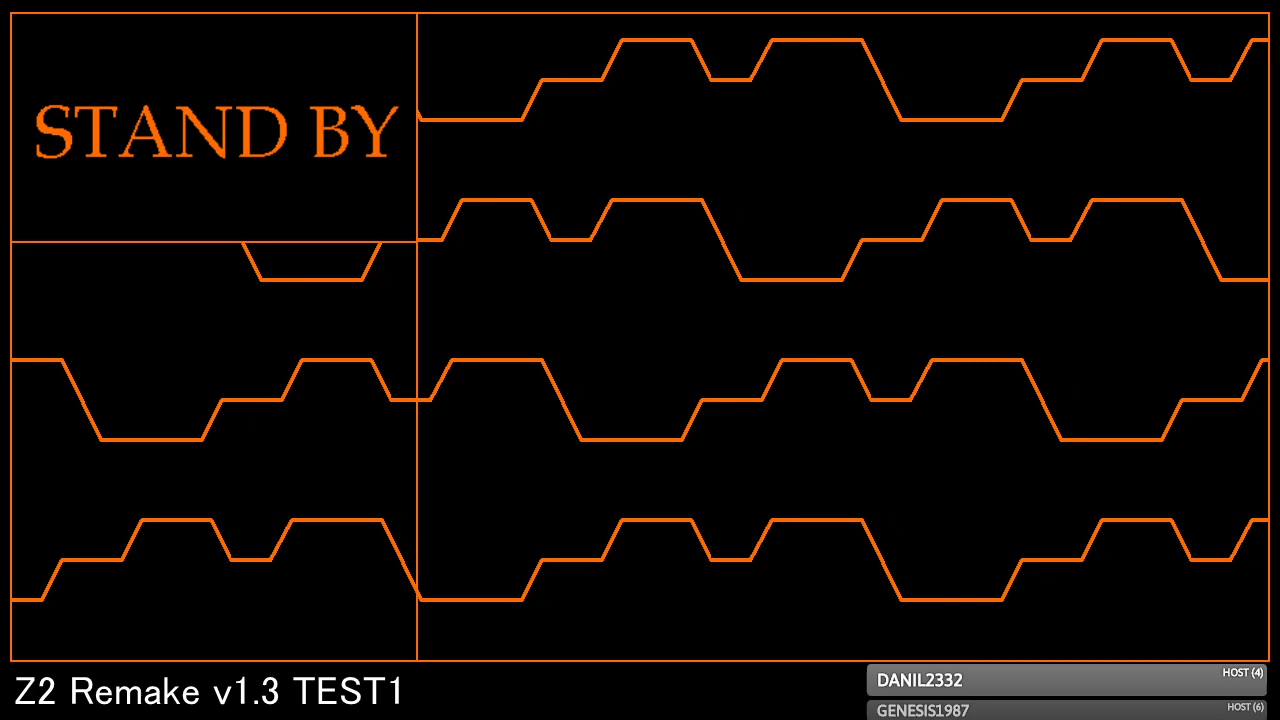 STAND BY
Z2 Remake v1.3 TEST1
DANIL2332
HOST (4)
GENESIS1987
HOST (6)